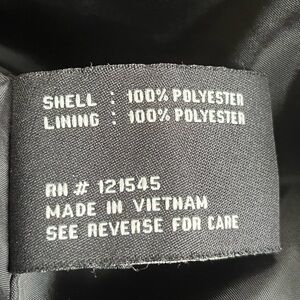 SHELL : 100% POLYESTER
LINING : 100% POLYESTER
RN # 121545
MADE IN VIETNAM
SEE REVERSE FOR CARE